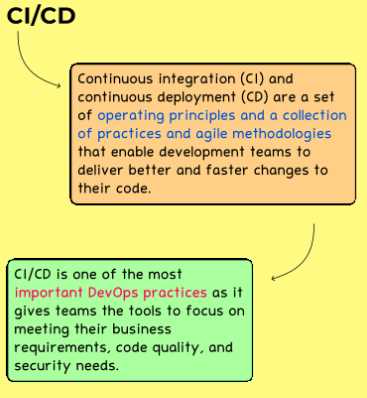 CI/CD
Continuous integration (CI) and
continuous deployment (CD) are a set
of operating principles and a collection
of practices and agile methodologies
that enable development teams to
deliver better and faster changes to
their code.
CI/CD is one of the most
important DevOps practices as it
gives teams the tools to focus on
meeting their business
requirements, code quality, and
security needs.